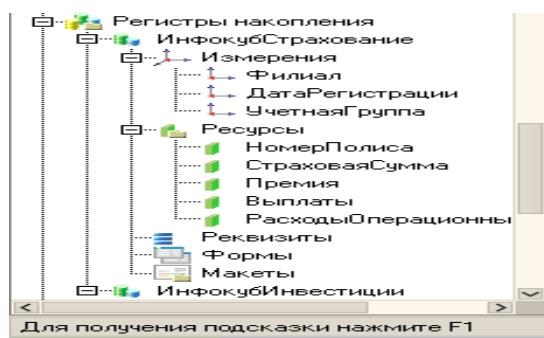 Регистры накопления
ИнфокубСтрахование
Измерения
Филиал
ДатаРегистрации
УчетнаяГруппа
Ресурсы
НомерПолиса
СтраховаяСумма
Премия
Выплаты
РасходыОперационны
Реквизиты
Формы
Макеты
ИнфокубИнвестиции
Для получения подсказки нажмите F1